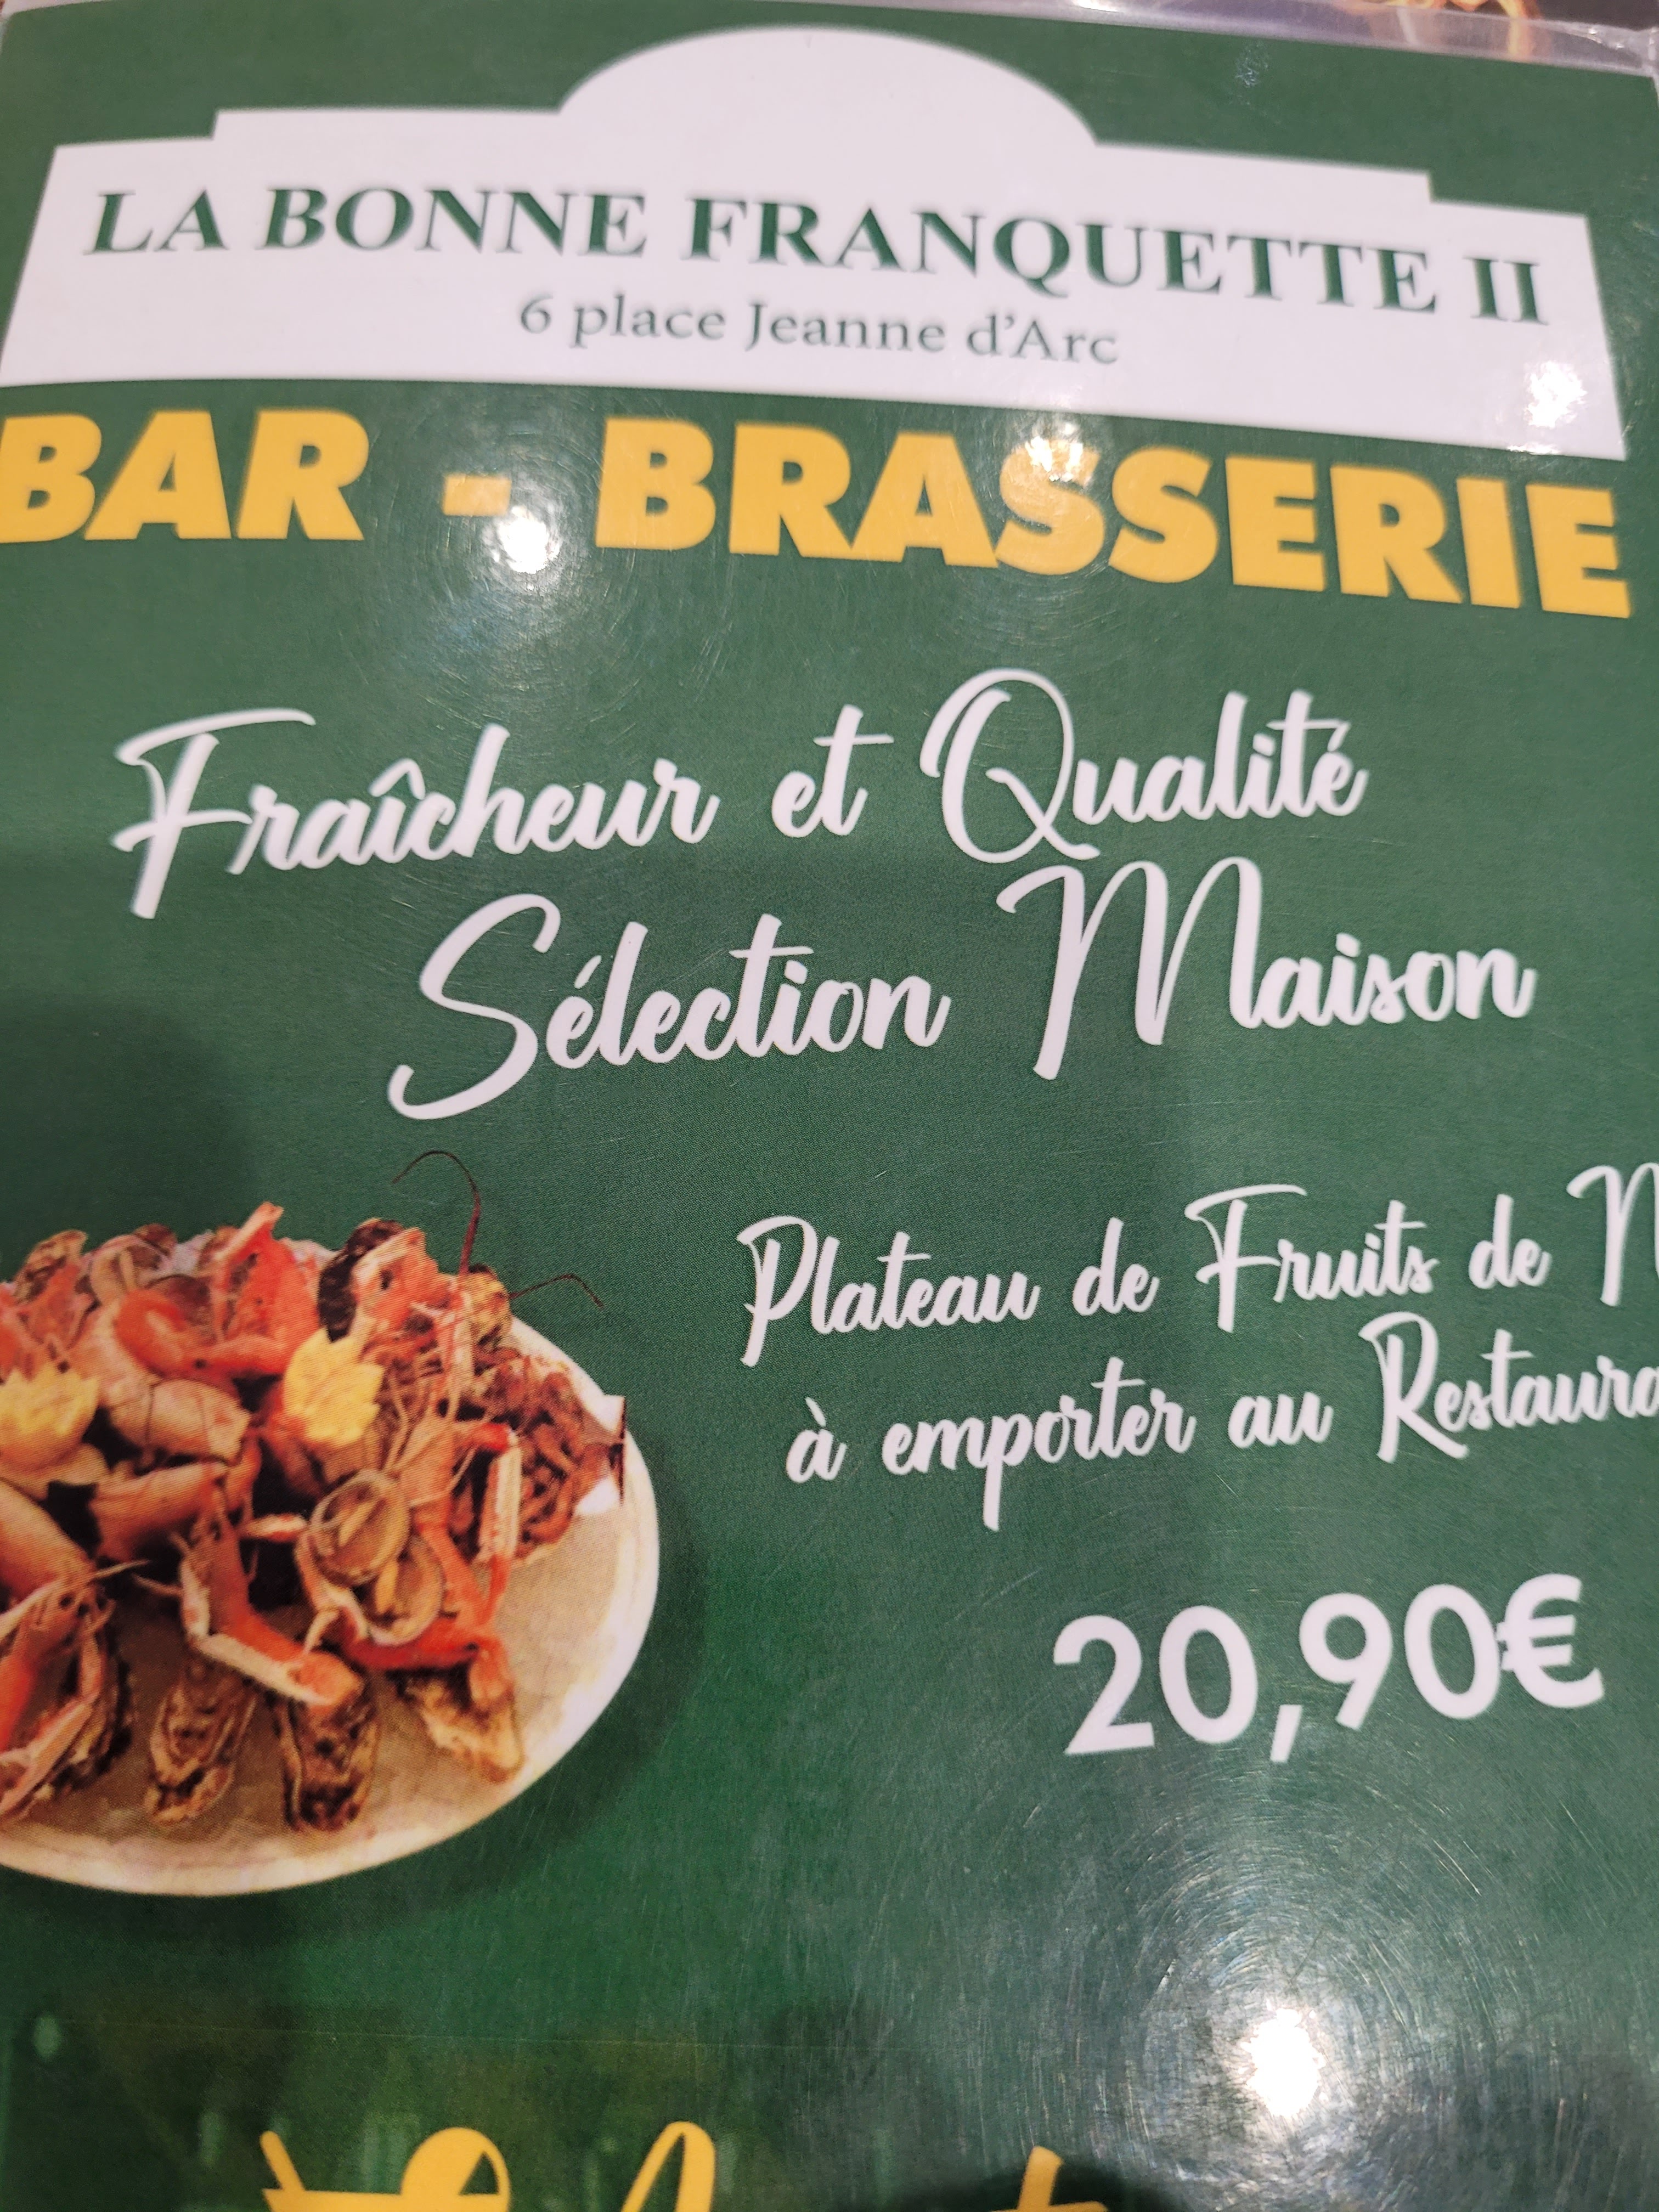 LA BONNE FRANQUETTE II
6 place Jeanne d'Arc
BAR - BRASSERIE
Fraîcheur et Qualité
Sélection Maison
Plateau de Fruits de
à emporter au
20,90€